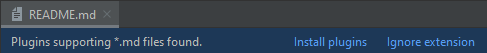 README.md
Plugins supporting *.md files found. Install plugins Ignore extension